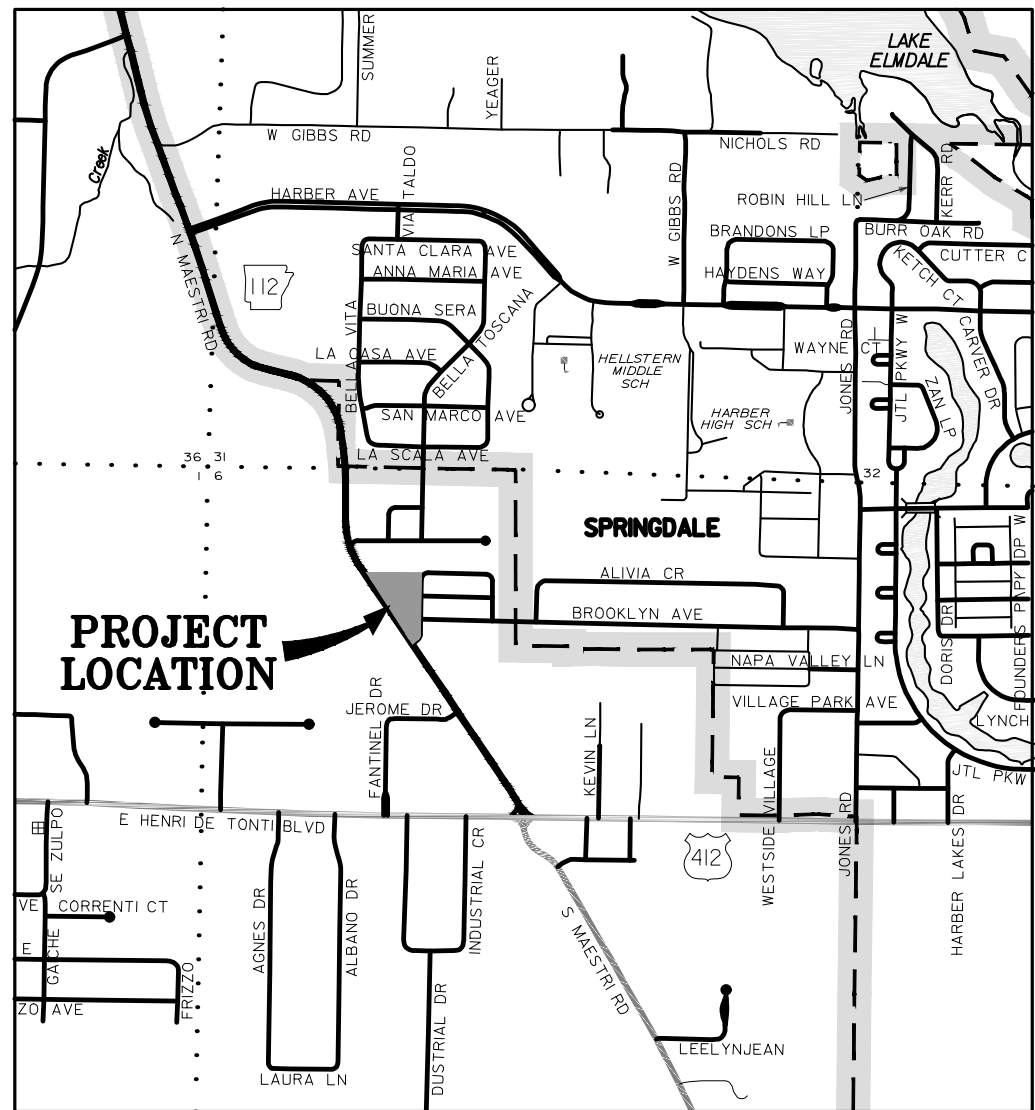 LAKE
ELMDALE
SUMMER
YEAGER
W GIBBS RD
NICHOLS RD
Creek
VIA TALDO
W GIBBS RD
ROBIN HILL LN
KERR RD
HARBER AVE
BRANDONS LP
BURR OAK RD
N MAESTRI RD
112
SANTA CLARA AVE
ANNA MARIA AVE
HAYDENS WAY
KETCH CT
CUTTER C
BUONA SERA
BELLA VITA
BELLA TOSCANA
LA CASA AVE
HELLSTERN
MIDDLE
SCH
WAYNE CT
JONES RD
JTL PKWY W
ZAN LP
CARVER DR
SAN MARCO AVE
HARBER
HIGH SCH
LA SCALA AVE
36 31
1 6
32
SPRINGDALE
ALIVIA CR
BROOKLYN AVE
PROJECT
LOCATION
NAPA VALLEY LN
DORIS DR
JEROME DR
VILLAGE PARK AVE
LYNCH
FANTINEL DR
KEVIN LN
JTL PKW
WESTSIDE VILLAGE
JONES RD
E HENRI DE TONTI BLVD
412
SE ZULPO
AGNES DR
ALBANO DR
INDUSTRIAL CR
HARBER LAKES DR
VE
CORRENTI CT
E
S MAESTRI RD
FRIZZO
ZO AVE
DUSTRIAL DR
LEELYNJEAN
LAURA LN